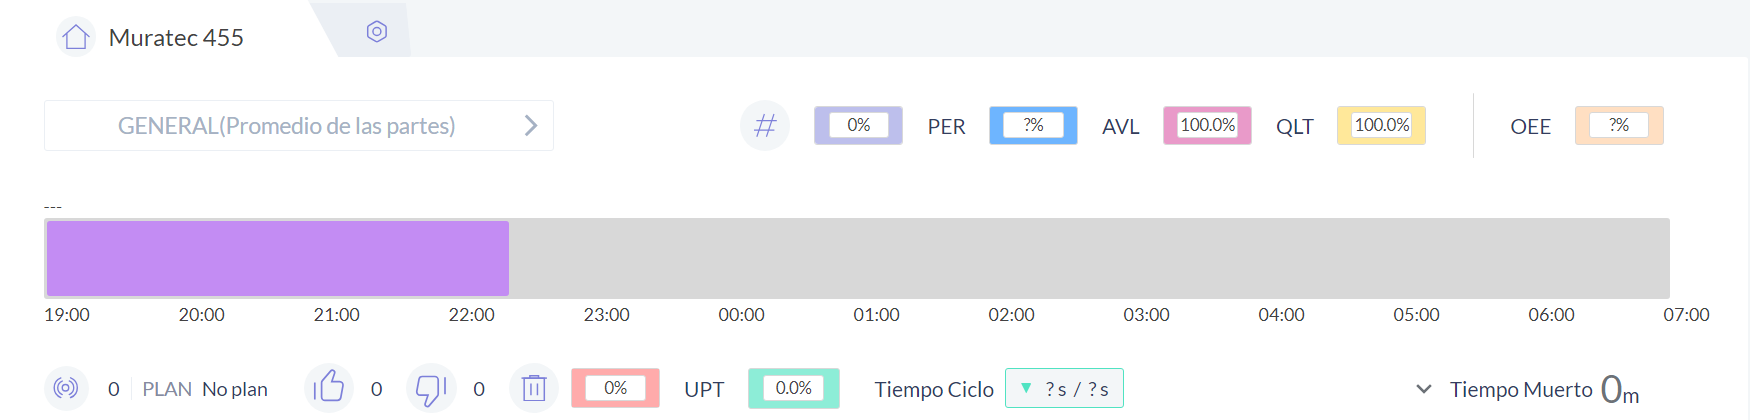 Muratec 455
GENERAL(Promedio de las partes)
# 0% PER ?% AVL 100.0% QLT 100.0% OEE ?%
---
19:00 20:00 21:00 22:00 23:00 00:00 01:00 02:00 03:00 04:00 05:00 06:00 07:00
0 PLAN No plan 0 0 0% UPT 0.0% Tiempo Ciclo ▼ ?s / ?s Tiempo Muerto 0m